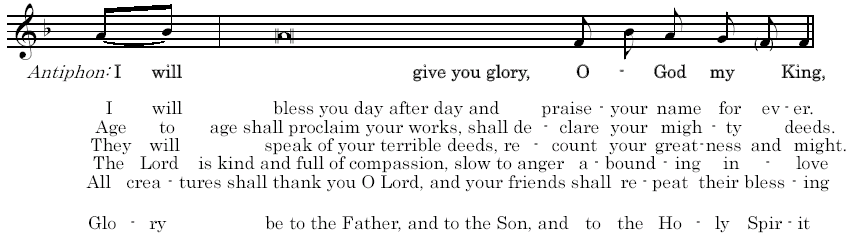 Antiphon: I will give you glory, O - God my King,
I will bless you day after day and praise - your name for ev - er.
Age to age shall proclaim your works, shall de - clare your migh - ty deeds.
They will speak of your terrible deeds, re - count your great - ness and might.
The Lord is kind and full of compassion, slow to anger a - bound - ing in - love
All crea - tures shall thank you O Lord, and your friends shall re - peat their bless - ing
Glo - ry be to the Father, and to the Son, and to the Ho - ly Spir - it